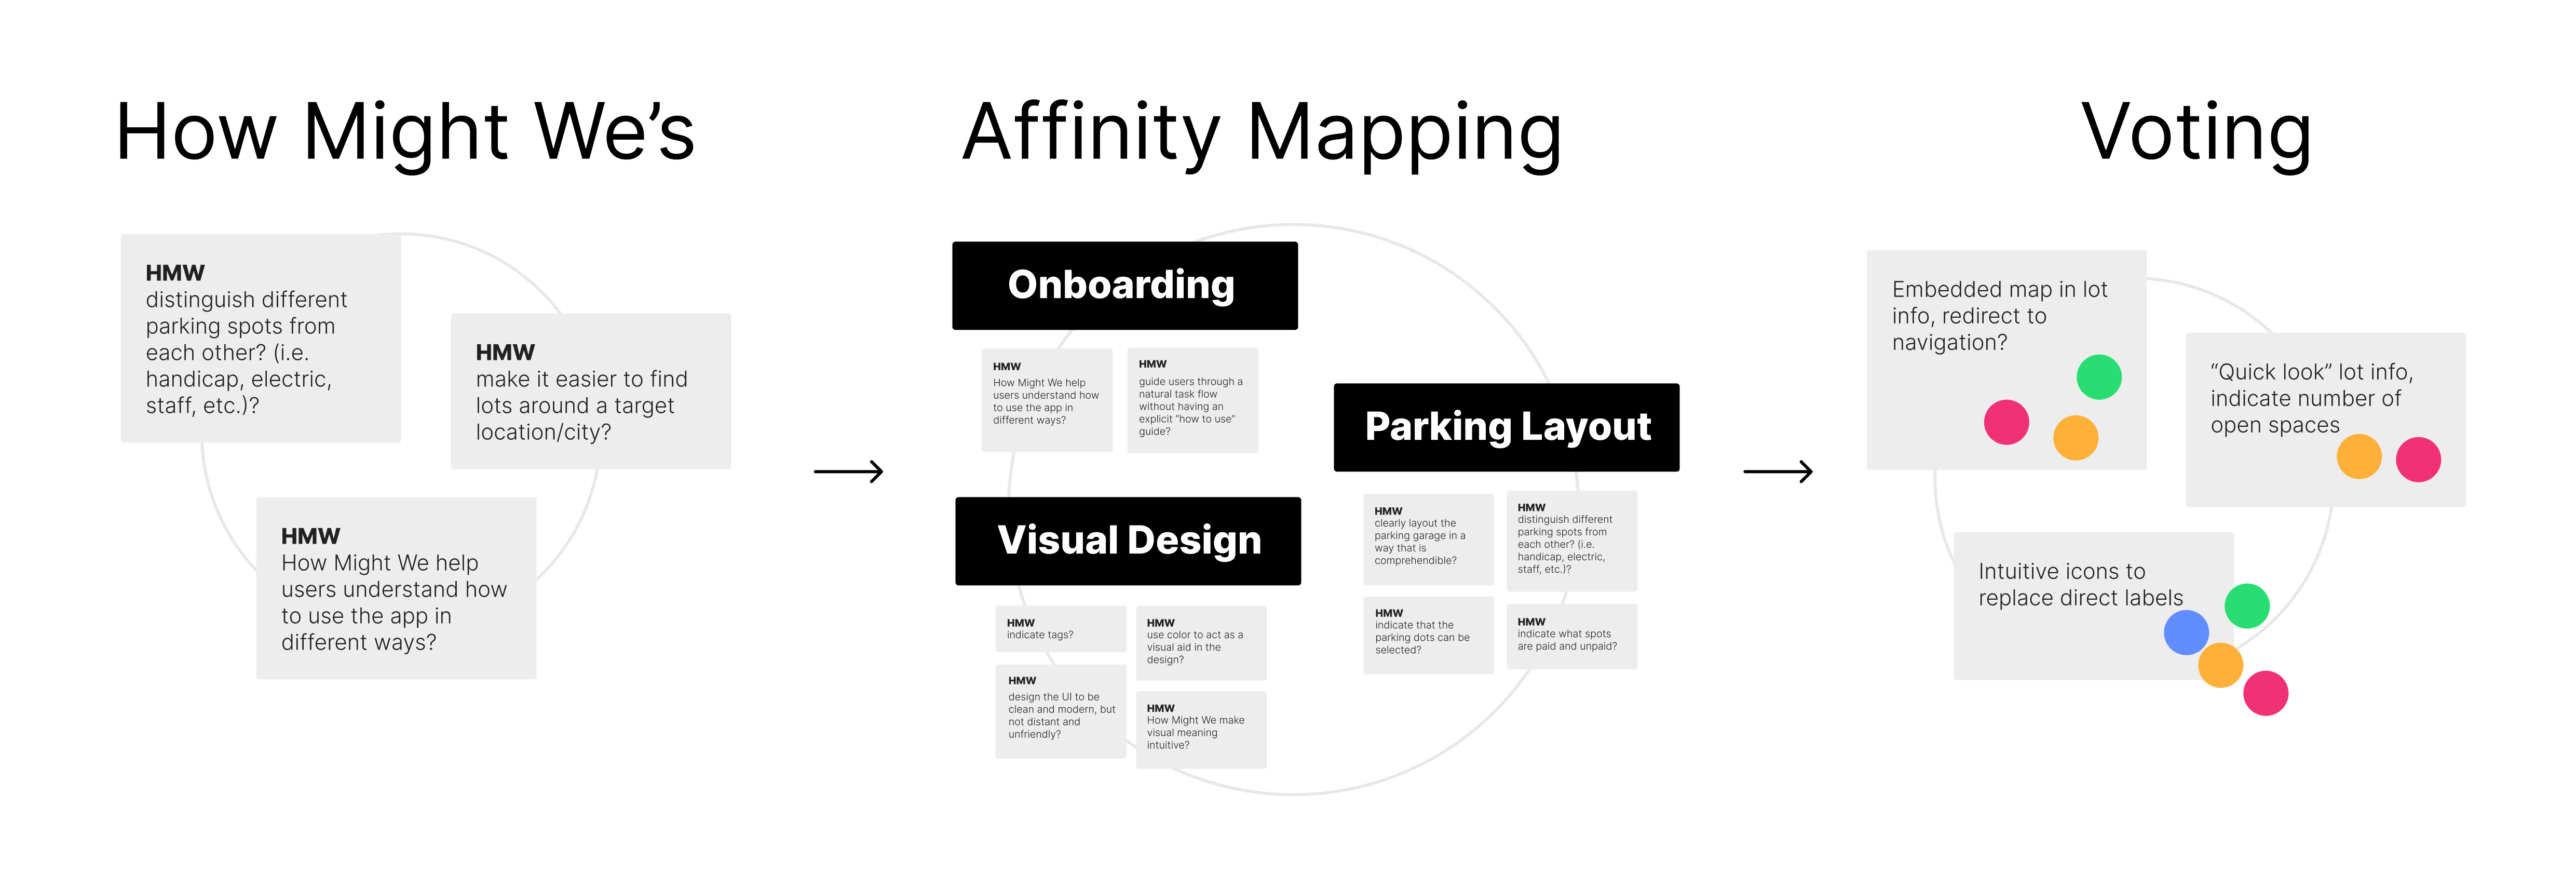 How Might We’s
HMW
distinguish different
parking spots from
each other? (i.e.
handicap, electric,
staff, etc.)?
HMW
make it easier to find
lots around a target
location/city?
HMW
How Might We help
users understand how
to use the app in
different ways?
Affinity Mapping
Onboarding
HMW
How Might We help
users understand how
to use the app in
different ways?
HMW
guide users through a
natural task flow
without having an
explicit “how to use”
guide?
Visual Design
HMW
indicate tags?
HMW
use color to act as a
visual aid in the
design?
HMW
design the UI to be
clean and modern, but
not distant and
unfriendly?
HMW
How Might We make
visual meaning
intuitive?
Parking Layout
HMW
clearly layout the
parking garage in a
way that is
comprehendible?
HMW
distinguish different
parking spots from
each other? (i.e.
handicap, electric,
staff, etc.)?
HMW
indicate that the
parking dots can be
selected?
HMW
indicate what spots
are paid and unpaid?
Voting
Embedded map in lot
info, redirect to
navigation?
“Quick look” lot info,
indicate number of
open spaces
Intuitive icons to
replace direct labels